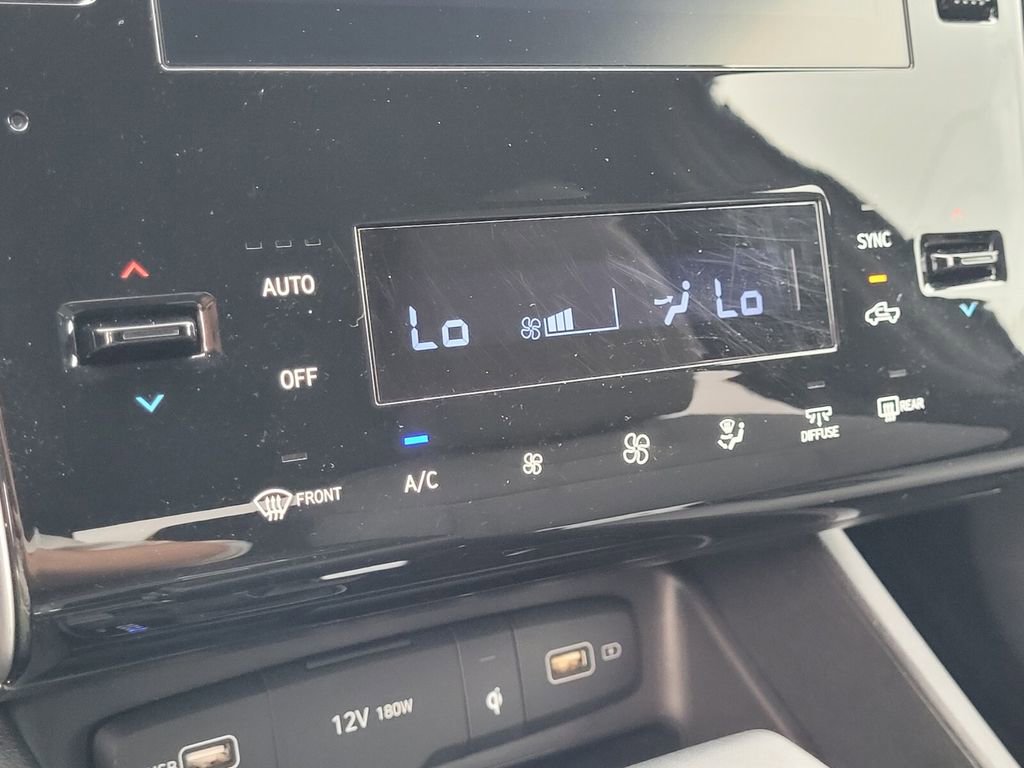 SYNC
AUTO
Lo
Lo
OFF
REAR
DIFFUSE
A/C
FRONT
12V 180W